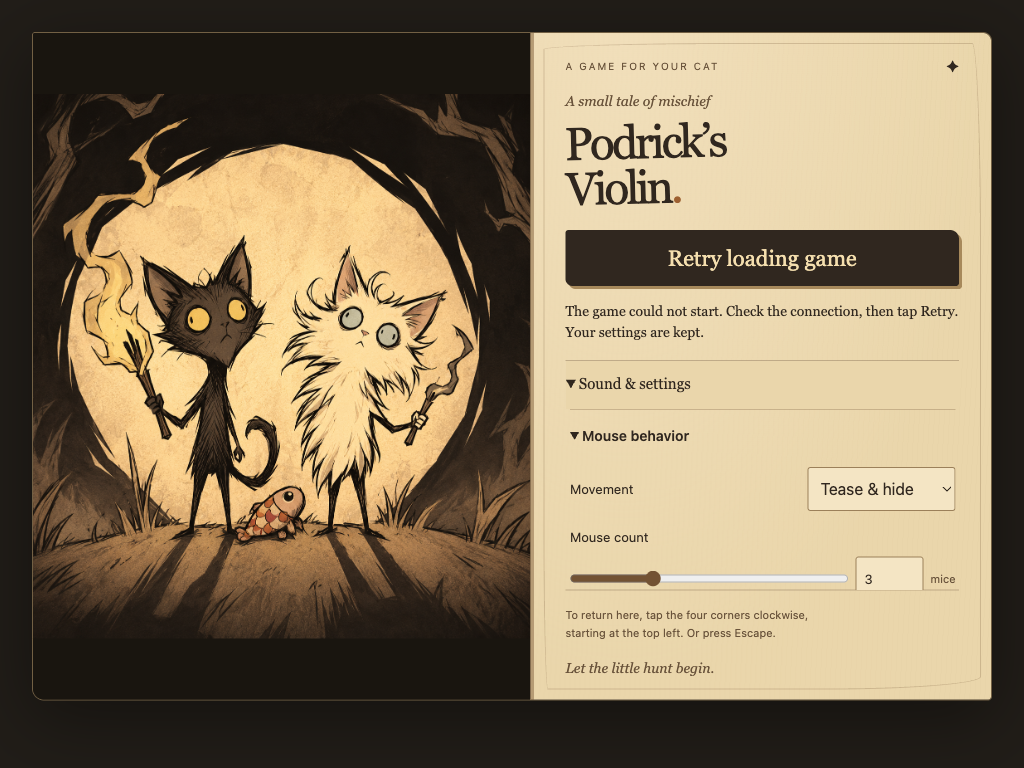 A GAME FOR YOUR CAT
A small tale of mischief
Podrick’s
Violin.
Retry loading game
The game could not start. Check the connection, then tap Retry.
Your settings are kept.
Sound & settings
Mouse behavior
Movement
Tease & hide
Mouse count
3
mice
To return here, tap the four corners clockwise,
starting at the top left. Or press Escape.
Let the little hunt begin.